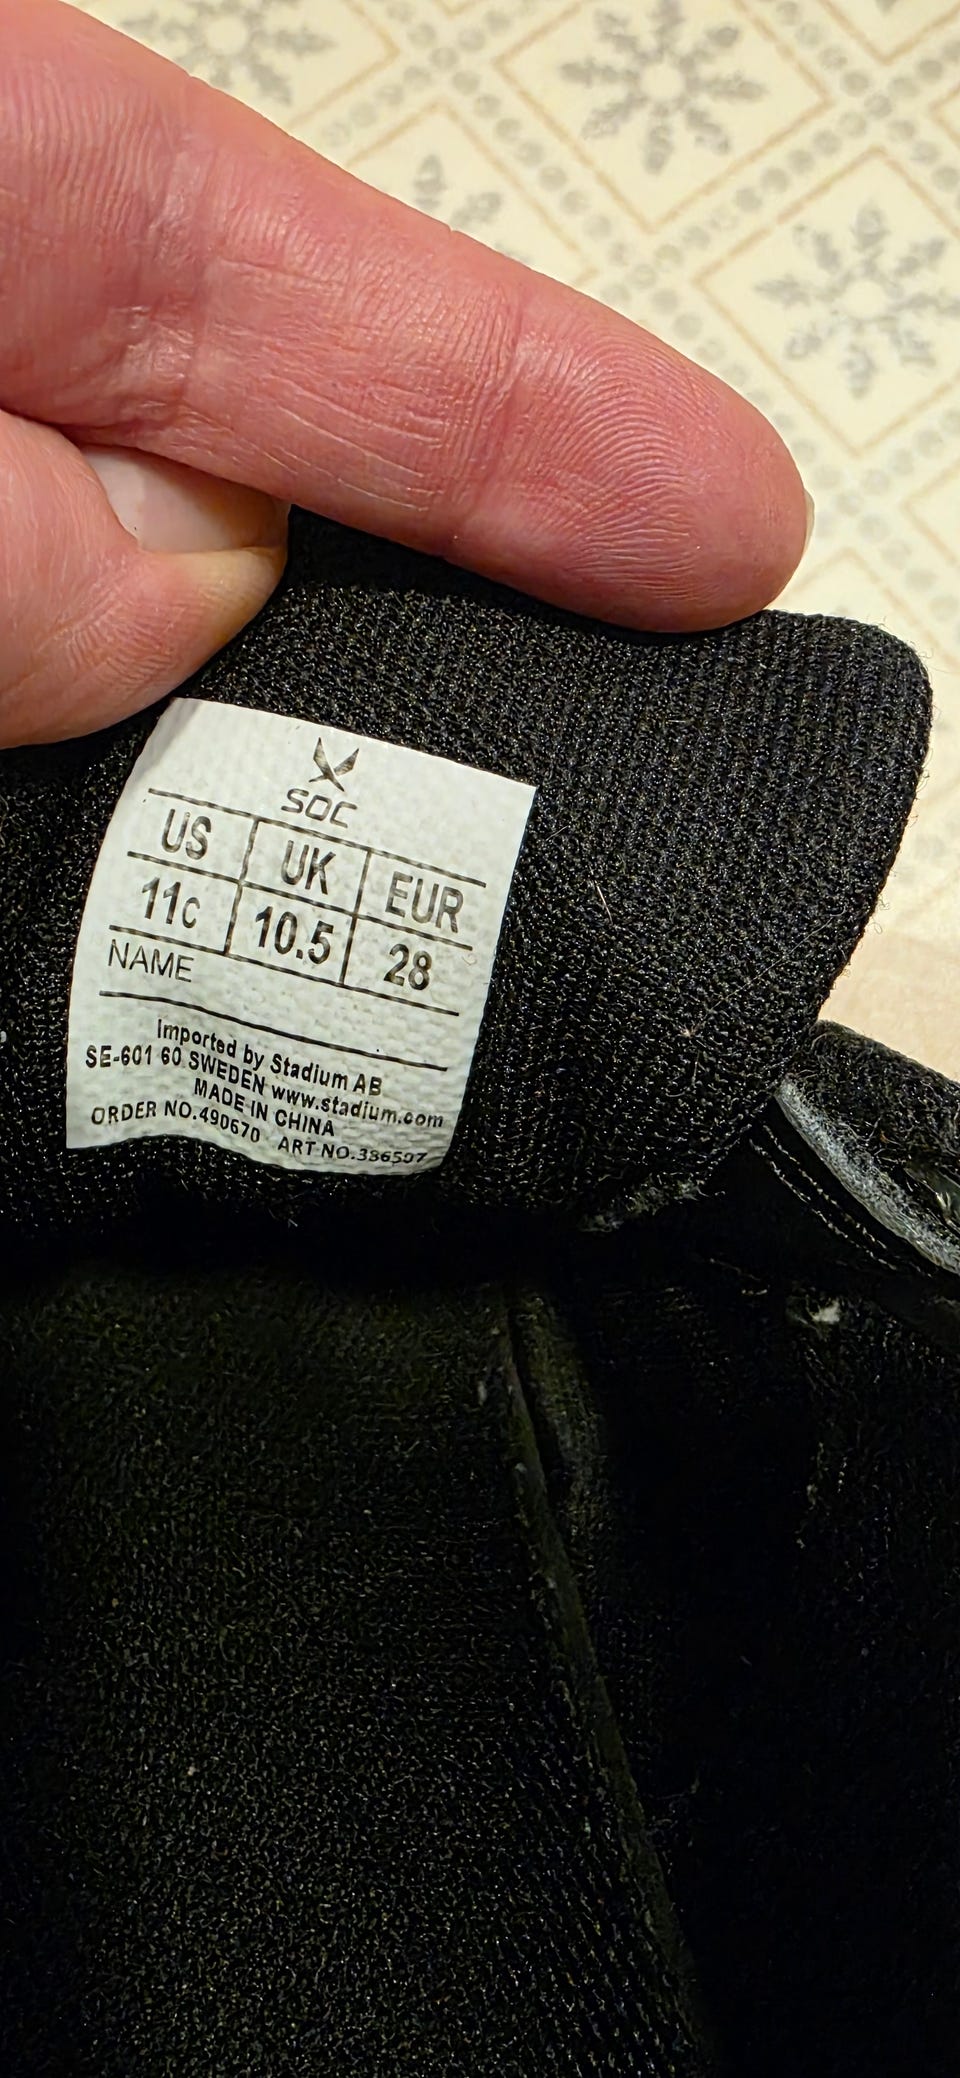 SOC
US UK EUR
11c 10.5 28
NAME
Imported by Stadium AB
SE-601 60 SWEDEN www.stadium.com
MADE IN CHINA
ORDER NO.490670 ART NO.336507